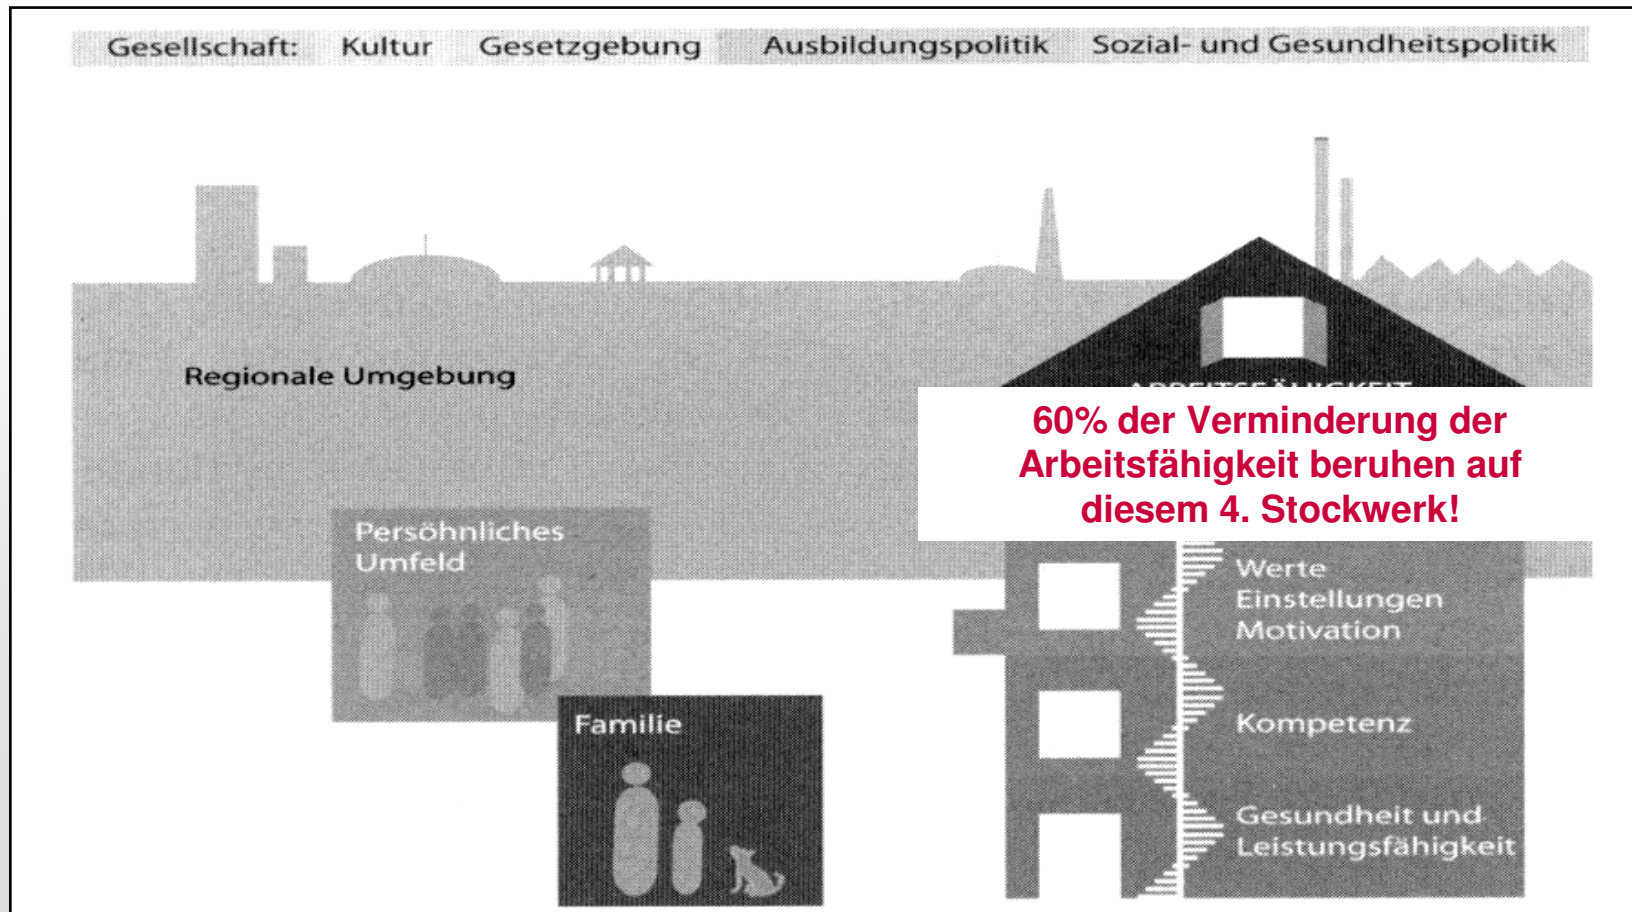 Gesellschaft: Kultur Gesetzgebung Ausbildungspolitik Sozial- und Gesundheitspolitik
Regionale Umgebung
ARBEITSFÄHIGKEIT
60% der Verminderung der
Arbeitsfähigkeit beruhen auf
diesem 4. Stockwerk!
Persöhnliches
Umfeld
Werte
Einstellungen
Motivation
Familie
Kompetenz
Gesundheit und
Leistungsfähigkeit